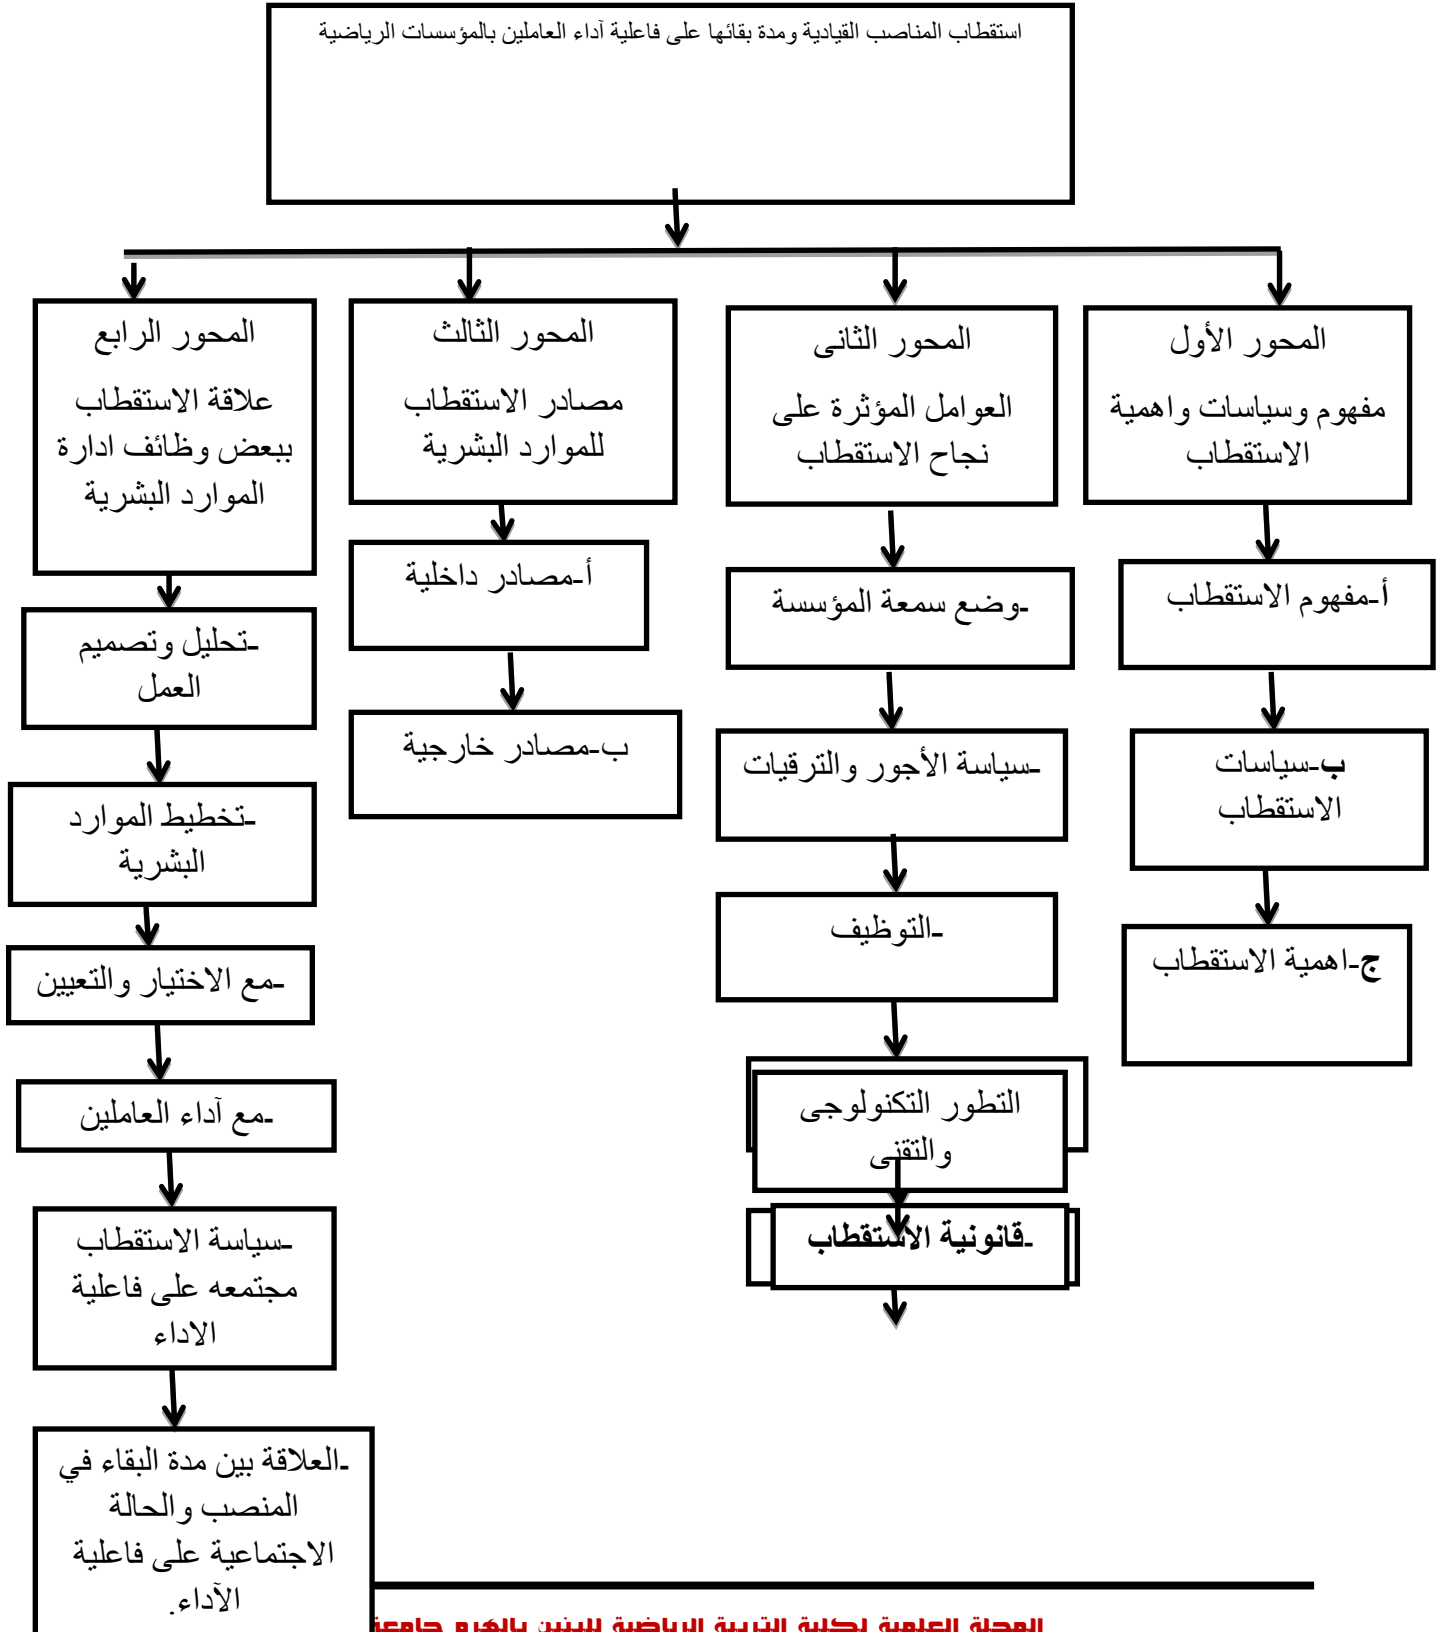 استقطاب المناصب القيادية ومدة بقائها على فاعلية آداء العاملين بالمؤسسات الرياضية
المحور الأول
مفهوم وسياسات واهمية
الاستقطاب
أ-مفهوم الاستقطاب
ب-سياسات
الاستقطاب
ج-اهمية الاستقطاب
المحور الثانى
العوامل المؤثرة على
نجاح الاستقطاب
-وضع سمعة المؤسسة
-سياسة الأجور والترقيات
-التوظيف
التطور التكنولوجى
والتقنى
-قانونية الاستقطاب
المحور الثالث
مصادر الاستقطاب
للموارد البشرية
أ-مصادر داخلية
ب-مصادر خارجية
المحور الرابع
علاقة الاستقطاب
ببعض وظائف ادارة
الموارد البشرية
-تحليل وتصميم
العمل
-تخطيط الموارد
البشرية
-مع الاختيار والتعيين
-مع آداء العاملين
-سياسة الاستقطاب
مجتمعه على فاعلية
الاداء
-العلاقة بين مدة البقاء في
المنصب والحالة
الاجتماعية على فاعلية
الآداء.
المجلة العلمية لكلية التربية الرياضية للبنين بالهرم جامعة